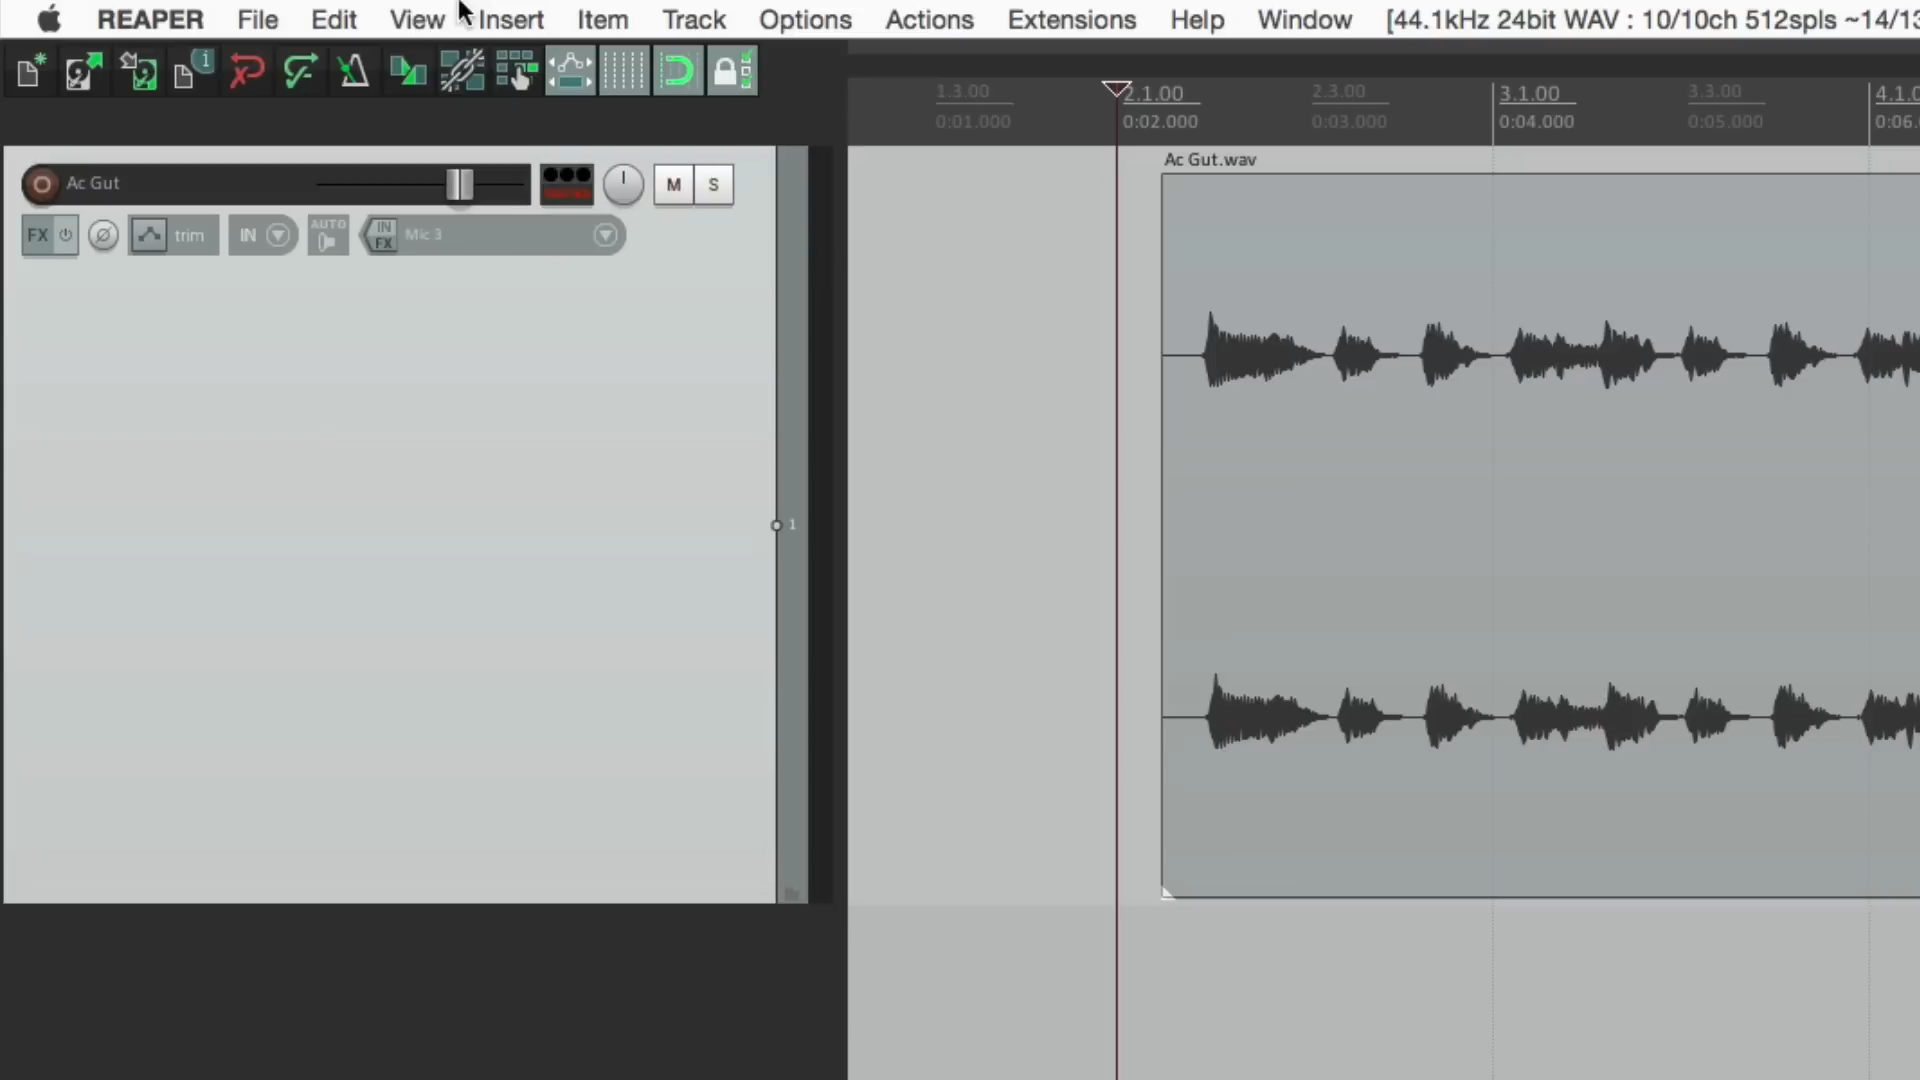 REAPER File Edit View Insert Item Track Options Actions Extensions Help Window [44.1kHz 24bit WAV : 10/10ch 512spls ~14/13
1.3.00 2.1.00 2.3.00 3.1.00 3.3.00 4.1.0
0:01.000 0:02.000 0:03.000 0:04.000 0:05.000 0:06.
Ac Gut.wav
Ac Gut M S
FX trim IN AUTO IN FX Mic 3
1